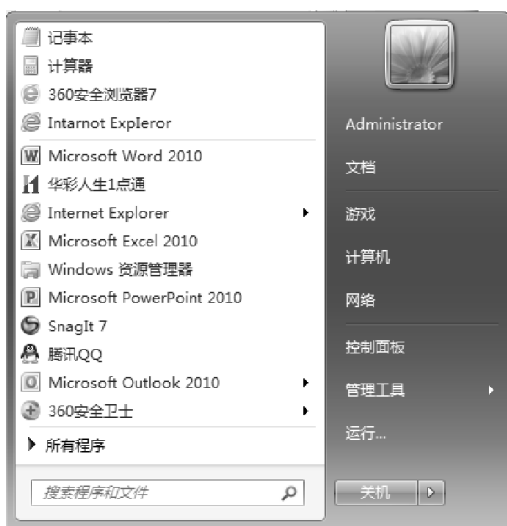 记事本
计算器
360安全浏览器7
Intarnot Expleror
Microsoft Word 2010
华彩人生1点通
Internet Explorer
Microsoft Excel 2010
Windows 资源管理器
Microsoft PowerPoint 2010
SnagIt 7
腾讯QQ
Microsoft Outlook 2010
360安全卫士
所有程序
搜索程序和文件
Administrator
文档
游戏
计算机
网络
控制面板
管理工具
运行...
关机